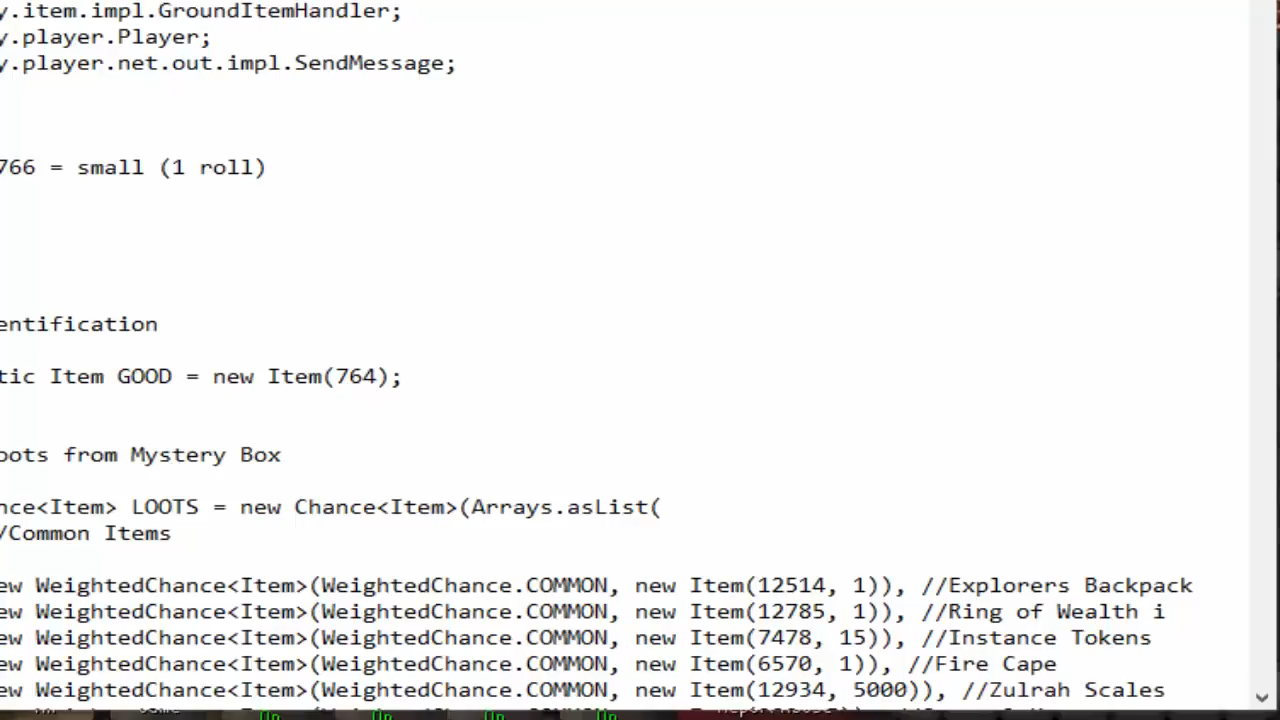 y.item.impl.GroundItemHandler;
y.player.Player;
y.player.net.out.impl.SendMessage;
766 = small (1 roll)
entification
tic Item GOOD = new Item(764);
oots from Mystery Box
nce<Item> LOOTS = new Chance<Item>(Arrays.asList(
/Common Items
ew WeightedChance<Item>(WeightedChance.COMMON, new Item(12514, 1)), //Explorers Backpack
ew WeightedChance<Item>(WeightedChance.COMMON, new Item(12785, 1)), //Ring of Wealth i
ew WeightedChance<Item>(WeightedChance.COMMON, new Item(7478, 15)), //Instance Tokens
ew WeightedChance<Item>(WeightedChance.COMMON, new Item(6570, 1)), //Fire Cape
ew WeightedChance<Item>(WeightedChance.COMMON, new Item(12934, 5000)), //Zulrah Scales